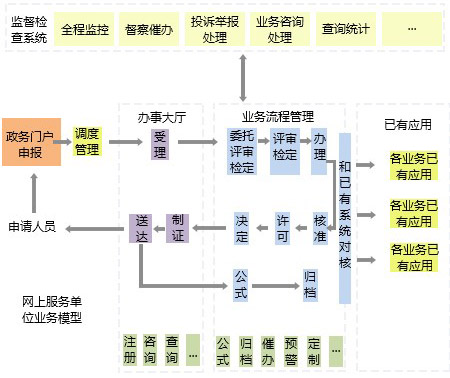 监督检
查系统
全程监控
督察催办
投诉举报
处理
业务咨询
处理
查询统计
...
办事大厅
业务流程管理
已有应用
政务门户
申报
调度
管理
受
理
委托
评审
检定
评审
检定
办
理
和
已
有
系
统
对
核
各业务已
有应用
各业务已
有应用
各业务已
有应用
申请人员
送
达
制
证
决
定
许
可
核
准
公
式
归
档
网上服务单
位业务模型
注
册
咨
询
查
询
...
公
式
归
档
催
办
预
警
定
制
...